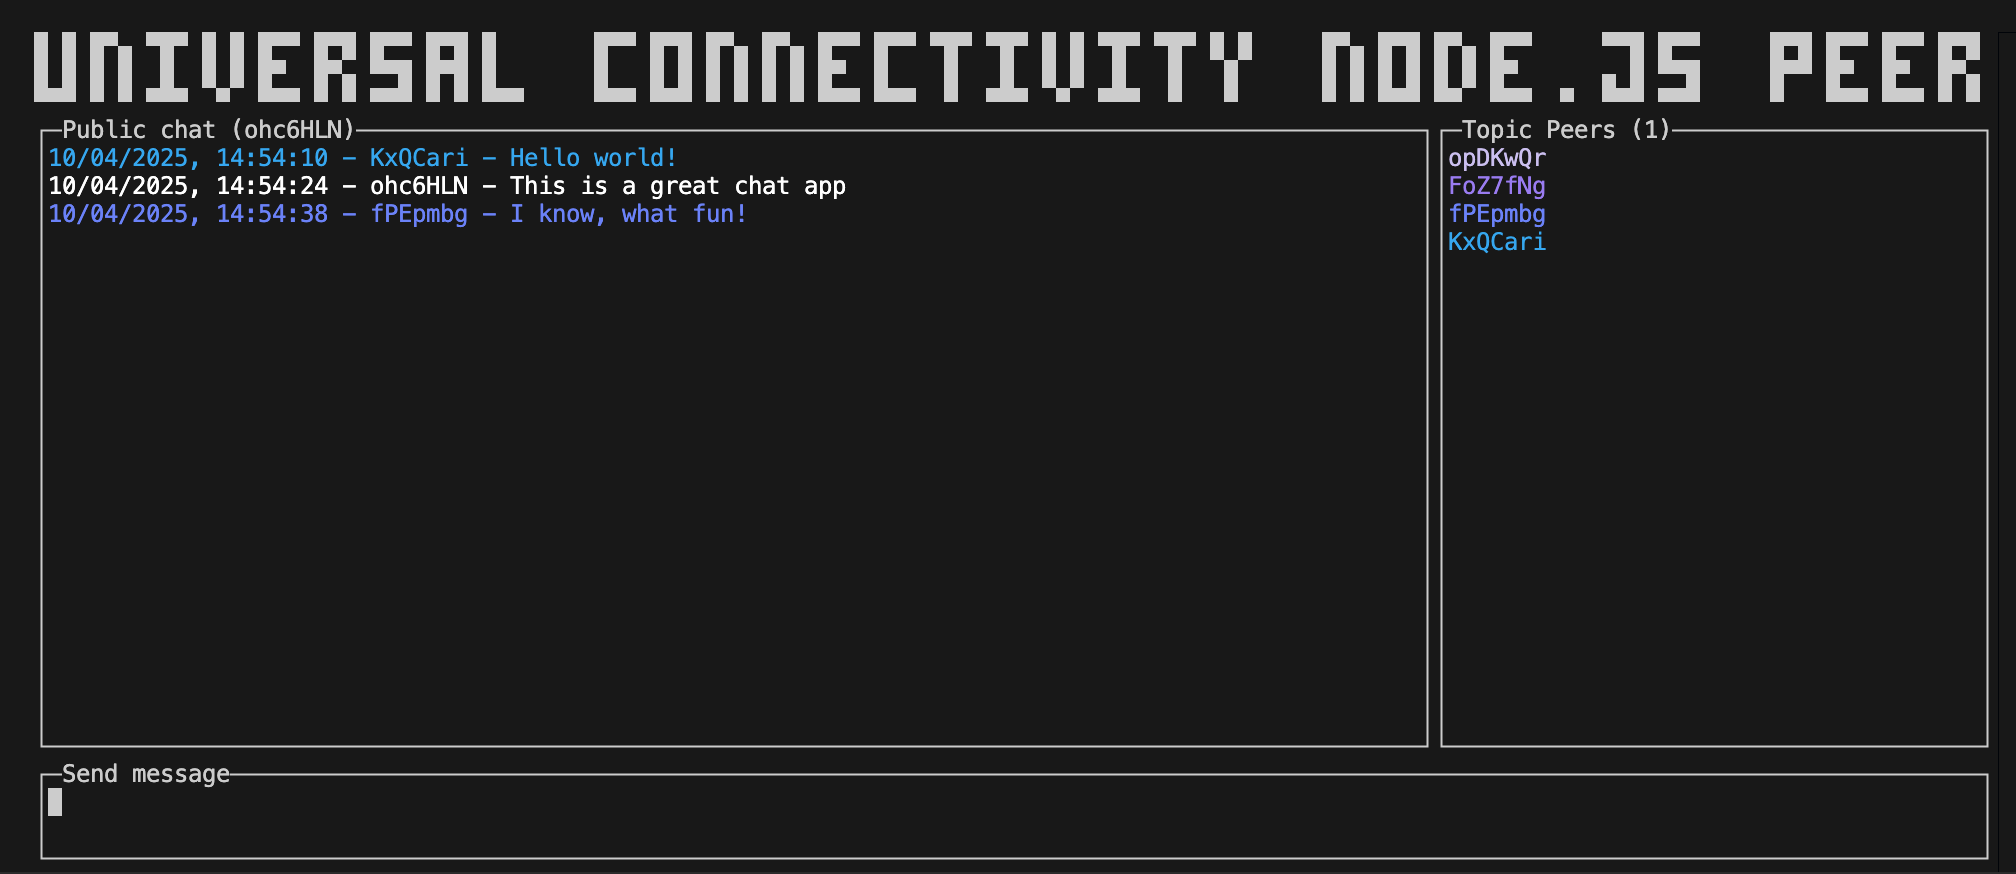 UNIVERSAL CONNECTIVITY NODE.JS PEER
Public chat (ohc6HLN)
10/04/2025, 14:54:10 - KxQCari - Hello world!
10/04/2025, 14:54:24 - ohc6HLN - This is a great chat app
10/04/2025, 14:54:38 - fPEpmbg - I know, what fun!
Topic Peers (1)
opDKwQr
FoZ7fNg
fPEpmbg
KxQCari
Send message